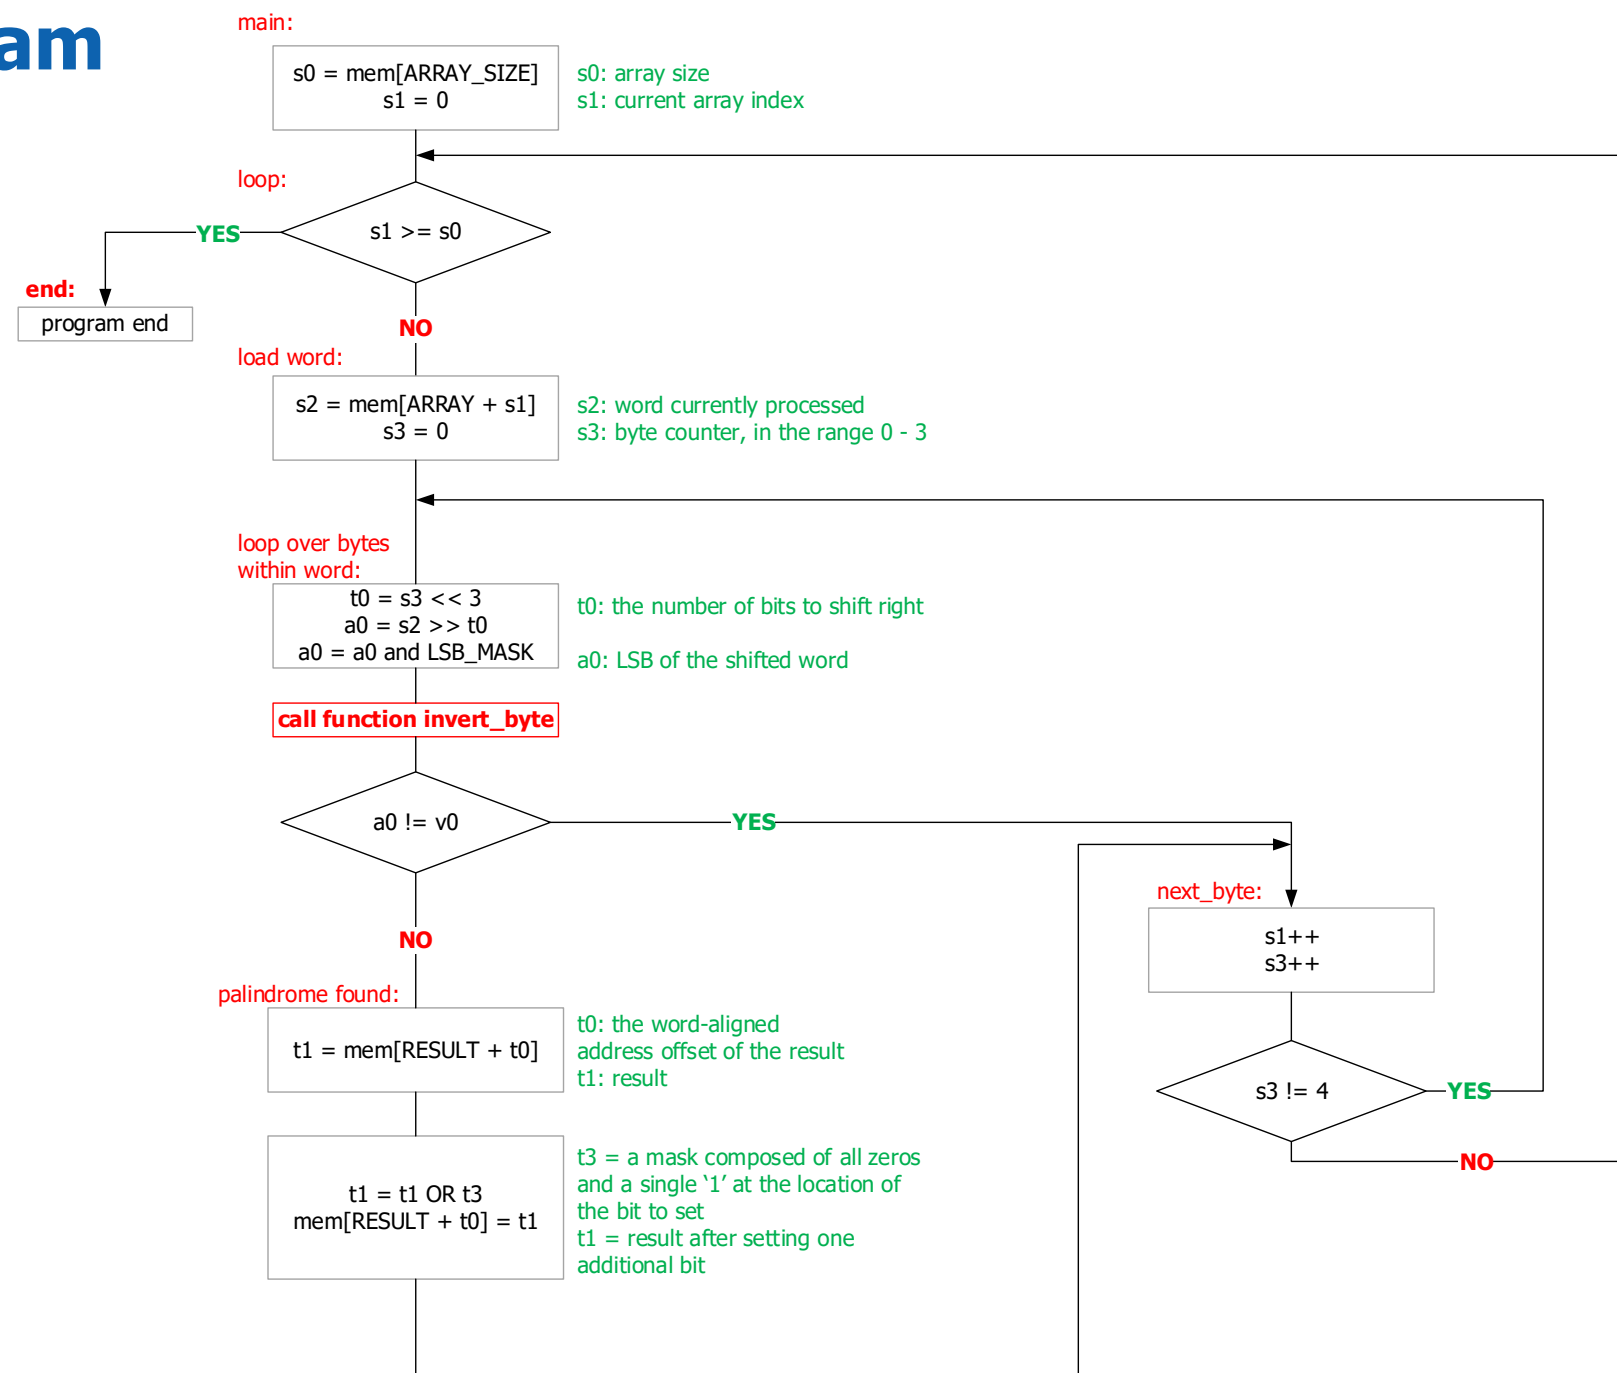 am
main:
s0 = mem[ARRAY_SIZE]
s1 = 0
s0: array size
s1: current array index
loop:
s1 >= s0
YES
end:
program end
NO
load word:
s2 = mem[ARRAY + s1]
s3 = 0
s2: word currently processed
s3: byte counter, in the range 0 - 3
loop over bytes
within word:
t0 = s3 << 3
a0 = s2 >> t0
a0 = a0 and LSB_MASK
t0: the number of bits to shift right
a0: LSB of the shifted word
call function invert_byte
a0 != v0
YES
next_byte:
s1++
s3++
NO
palindrome found:
t1 = mem[RESULT + t0]
t0: the word-aligned
address offset of the result
t1: result
s3 != 4
YES
NO
t1 = t1 OR t3
mem[RESULT + t0] = t1
t3 = a mask composed of all zeros
and a single ‘1’ at the location of
the bit to set
t1 = result after setting one
additional bit